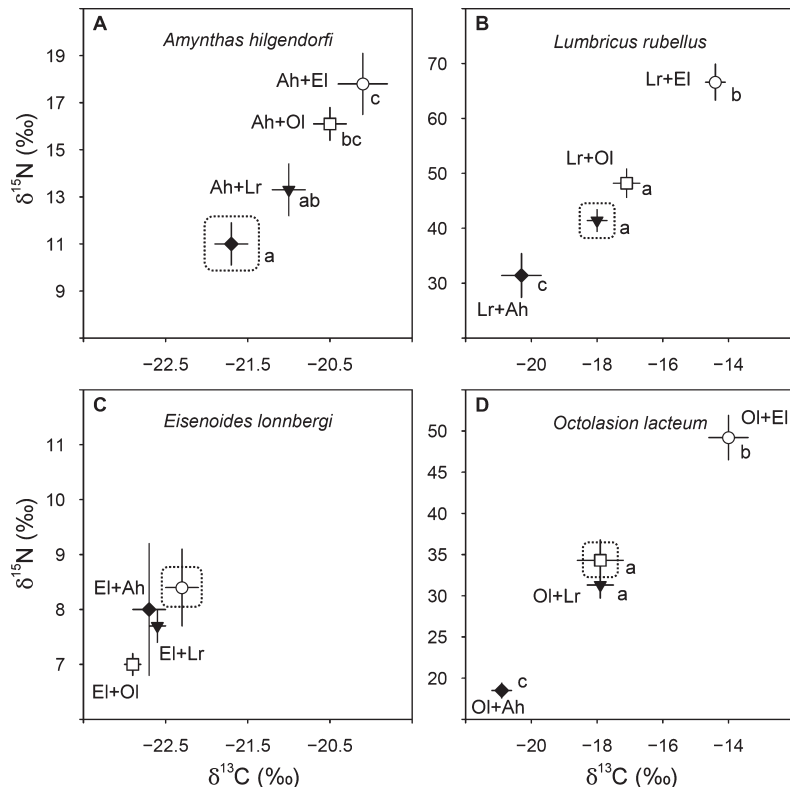 A
Amynthas hilgendorfi
19
17
15
13
11
9
δ¹⁵N (‰)
Ah+El
c
Ah+Ol
bc
Ah+Lr
ab
a
−22.5
−21.5
−20.5
B
Lumbricus rubellus
80
70
60
50
40
30
Lr+El
b
Lr+Ol
a
a
c
Lr+Ah
−20
−18
−16
−14
C
Eisenoides lonnbergi
11
10
9
8
7
δ¹⁵N (‰)
El+Ah
El+Lr
El+Ol
−22.5
−21.5
−20.5
δ¹³C (‰)
D
Octolasion lacteum
50
45
40
35
30
25
20
Ol+El
b
a
Ol+Lr
a
c
Ol+Ah
−20
−18
−16
−14
δ¹³C (‰)